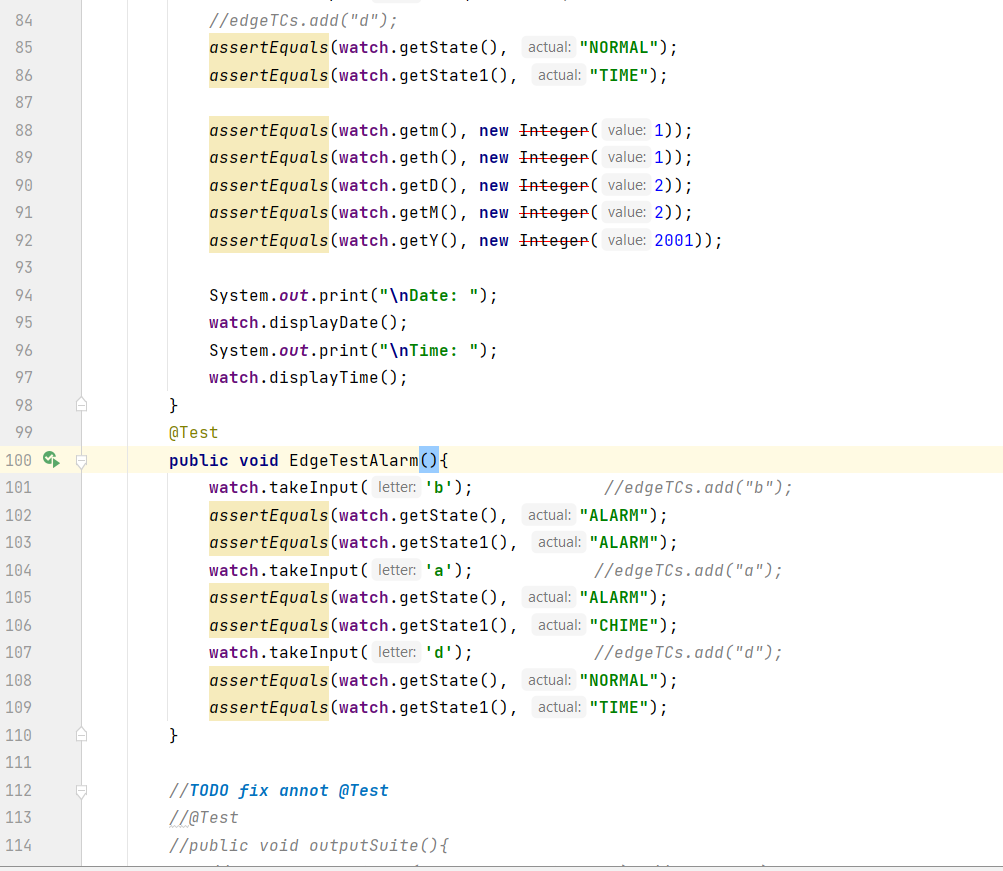 84 //edgeTCs.add("d");
85 assertEquals(watch.getState(), actual: "NORMAL");
86 assertEquals(watch.getState1(), actual: "TIME");
87
88 assertEquals(watch.getm(), new Integer( value: 1));
89 assertEquals(watch.geth(), new Integer( value: 1));
90 assertEquals(watch.getD(), new Integer( value: 2));
91 assertEquals(watch.getM(), new Integer( value: 2));
92 assertEquals(watch.getY(), new Integer( value: 2001));
93
94 System.out.print("\nDate: ");
95 watch.displayDate();
96 System.out.print("\nTime: ");
97 watch.displayTime();
98 }
99 @Test
100 public void EdgeTestAlarm(){
101 watch.takeInput( letter: 'b'); //edgeTCs.add("b");
102 assertEquals(watch.getState(), actual: "ALARM");
103 assertEquals(watch.getState1(), actual: "ALARM");
104 watch.takeInput( letter: 'a'); //edgeTCs.add("a");
105 assertEquals(watch.getState(), actual: "ALARM");
106 assertEquals(watch.getState1(), actual: "CHIME");
107 watch.takeInput( letter: 'd'); //edgeTCs.add("d");
108 assertEquals(watch.getState(), actual: "NORMAL");
109 assertEquals(watch.getState1(), actual: "TIME");
110 }
111
112 //TODO fix annot @Test
113 //@Test
114 //public void outputSuite(){